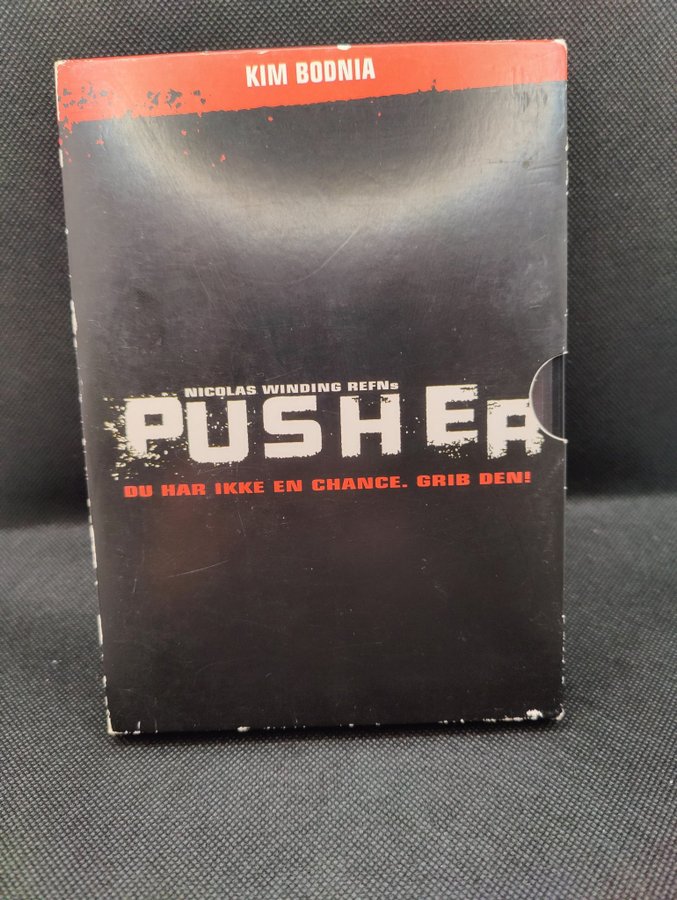 KIM BODNIA
NICOLAS WINDING REFNs
PUSHER
DU HAR IKKE EN CHANCE. GRIB DEN!